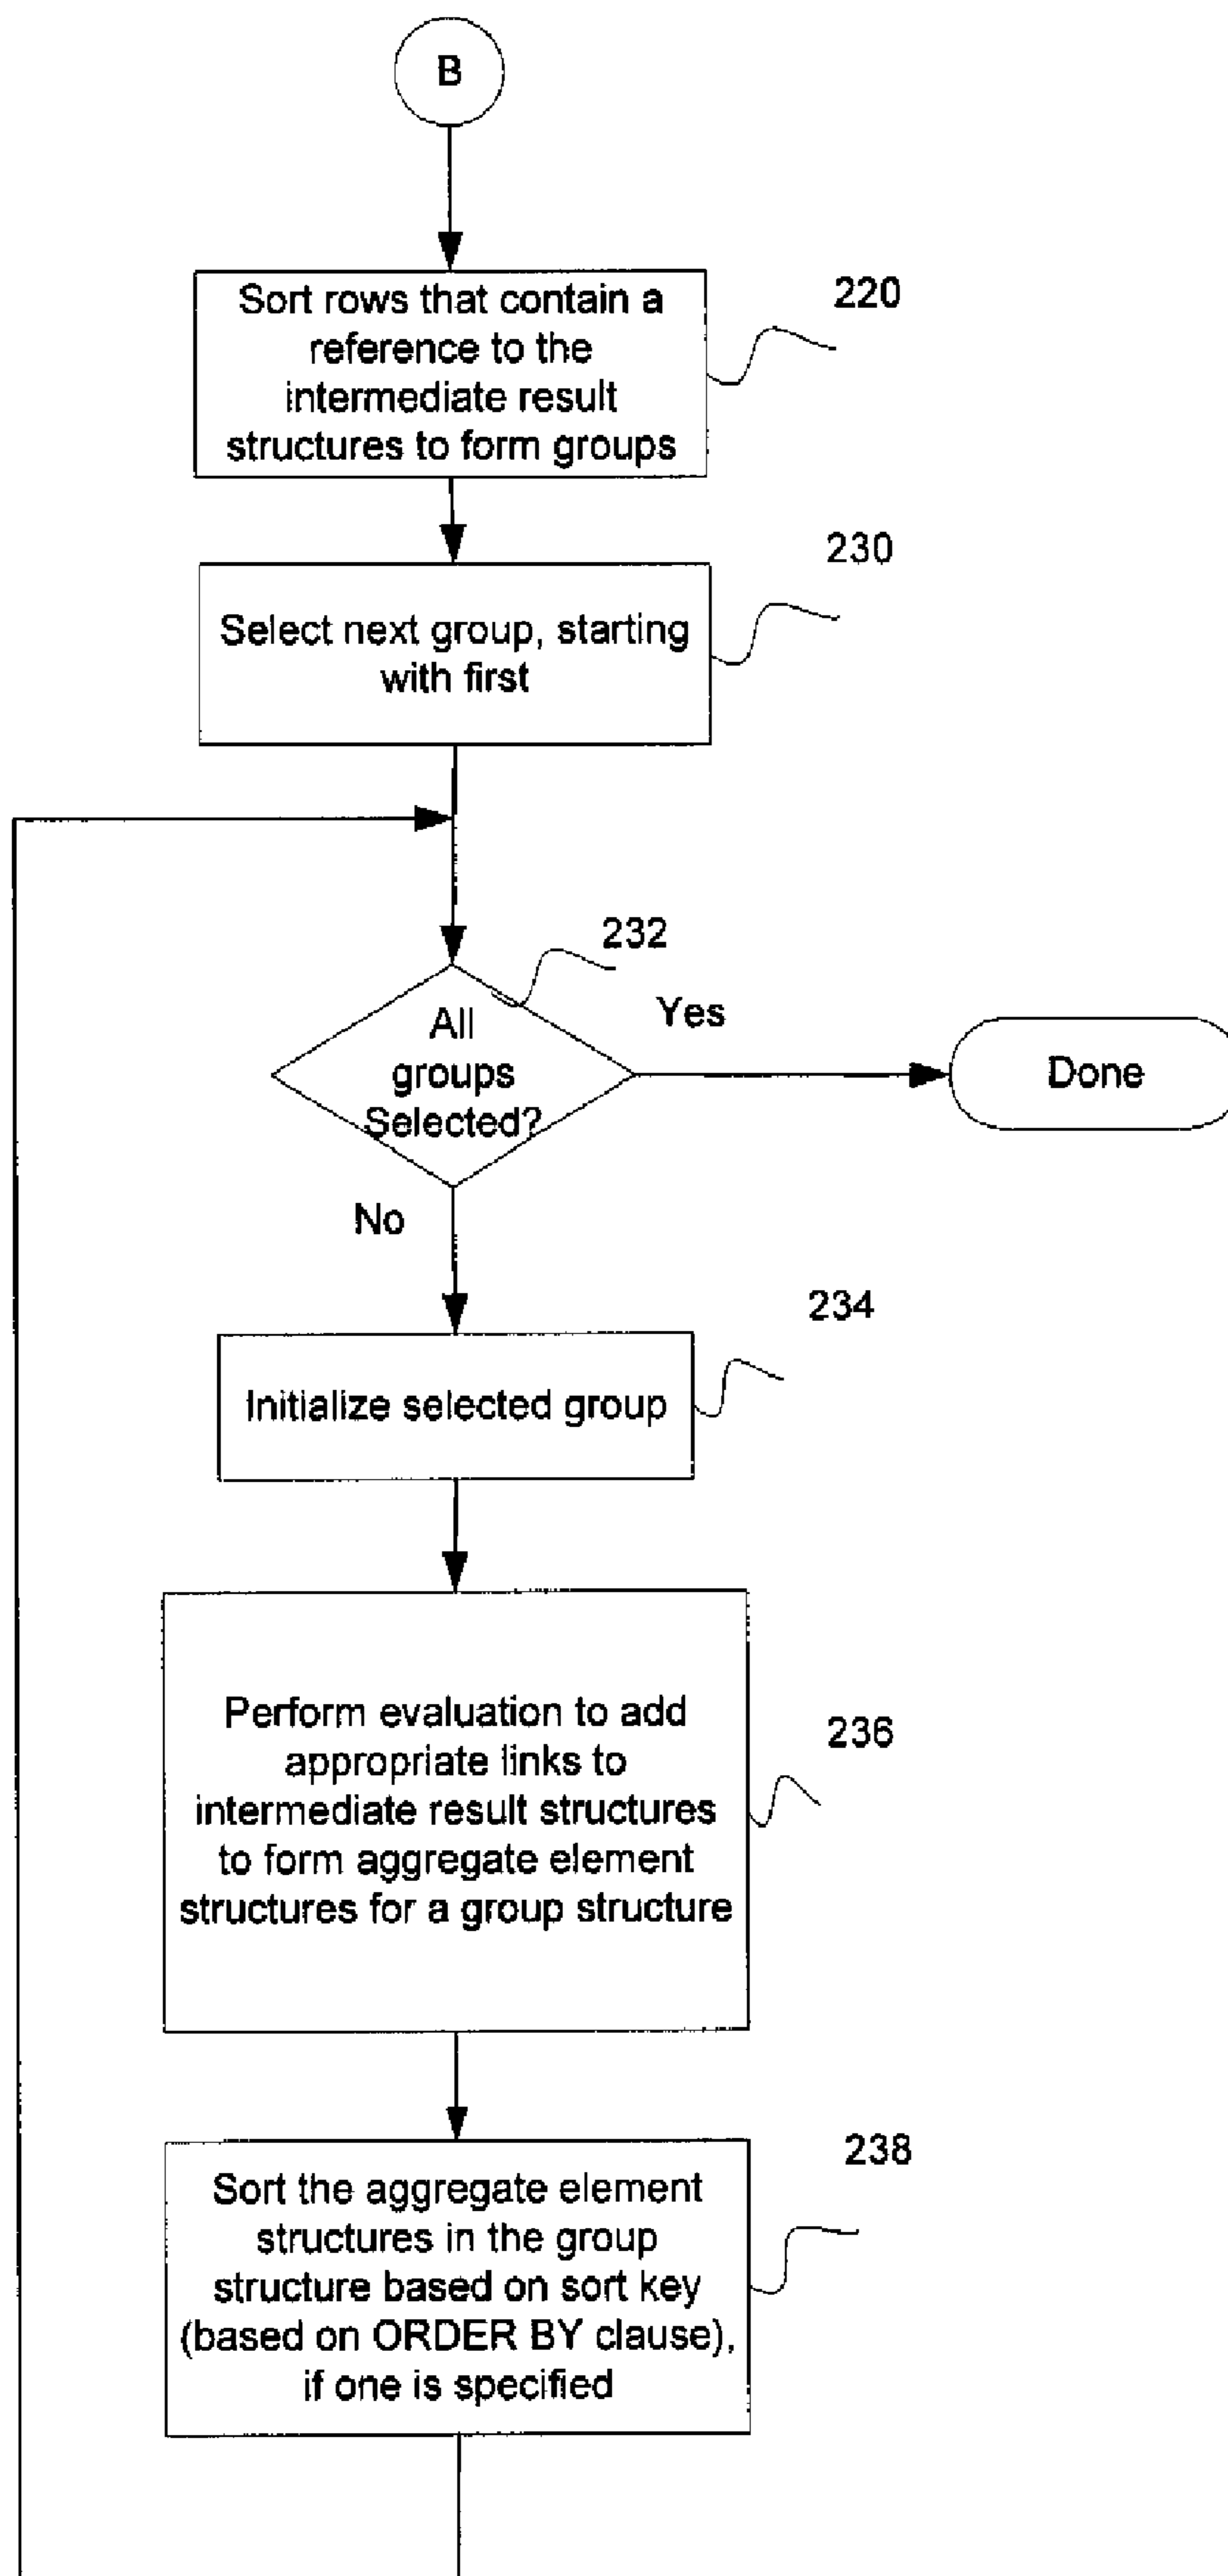 B
Sort rows that contain a
reference to the
intermediate result
structures to form groups
220
Select next group, starting
with first
230
232
All
groups
Selected?
Yes
Done
No
234
Initialize selected group
Perform evaluation to add
appropriate links to
intermediate result structures
to form aggregate element
structures for a group structure
236
Sort the aggregate element
structures in the group
structure based on sort key
(based on ORDER BY clause),
if one is specified
238